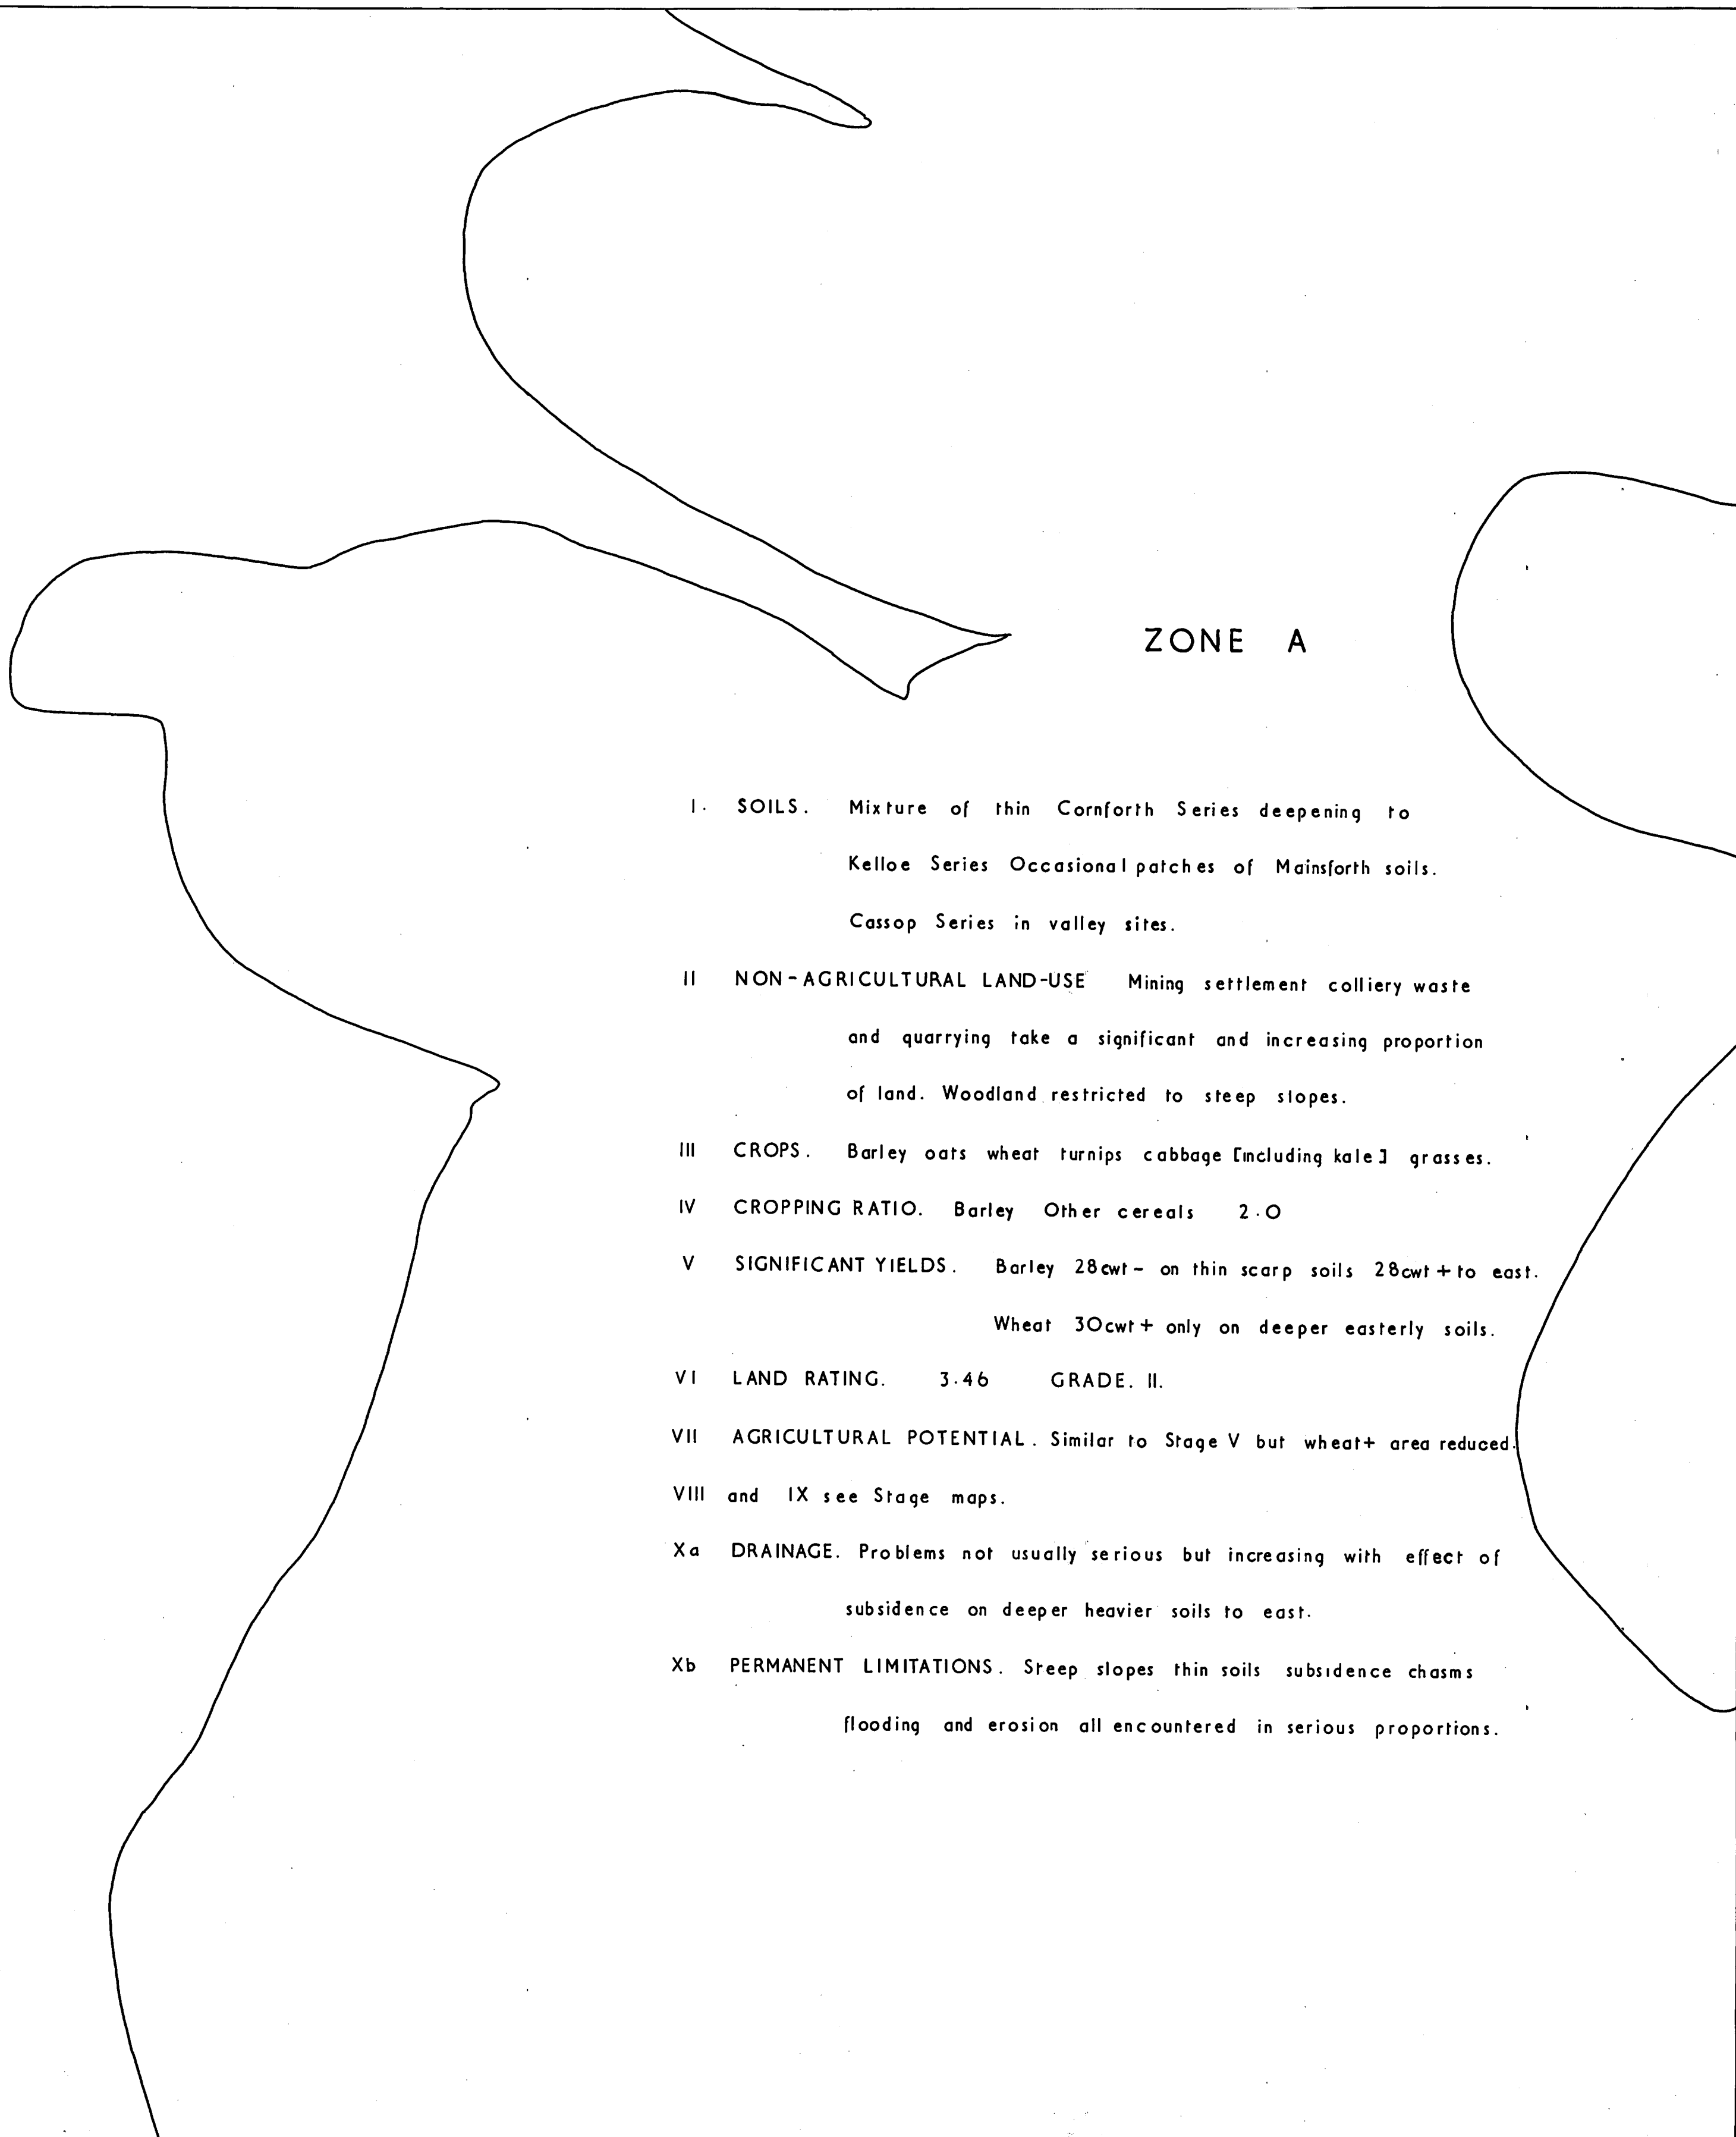 ZONE A
I. SOILS. Mixture of thin Cornforth Series deepening to
Kelloe Series Occasional patches of Mainsforth soils.
Cassop Series in valley sites.
II NON-AGRICULTURAL LAND-USE Mining settlement colliery waste
and quarrying take a significant and increasing proportion
of land. Woodland restricted to steep slopes.
III CROPS. Barley oats wheat turnips cabbage [including kale] grasses.
IV CROPPING RATIO. Barley Other cereals 2.0
V SIGNIFICANT YIELDS. Barley 28cwt - on thin scarp soils 28cwt + to east.
Wheat 30cwt + only on deeper easterly soils.
VI LAND RATING. 3.46 GRADE. II.
VII AGRICULTURAL POTENTIAL. Similar to Stage V but wheat+ area reduced.
VIII and IX see Stage maps.
Xa DRAINAGE. Problems not usually serious but increasing with effect of
subsidence on deeper heavier soils to east.
Xb PERMANENT LIMITATIONS. Steep slopes thin soils subsidence chasms
flooding and erosion all encountered in serious proportions.